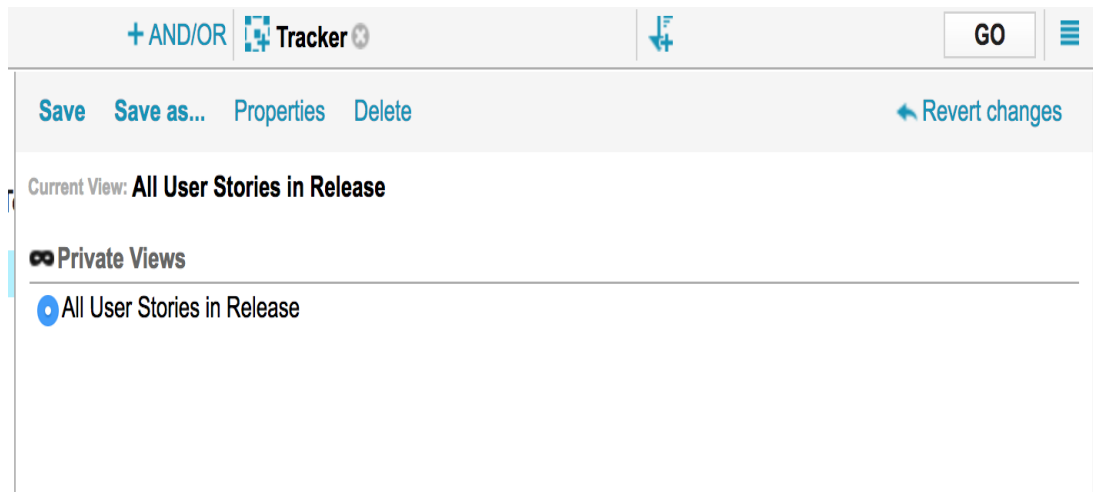 + AND/OR Tracker GO
Save Save as... Properties Delete Revert changes
Current View: All User Stories in Release
Private Views
All User Stories in Release